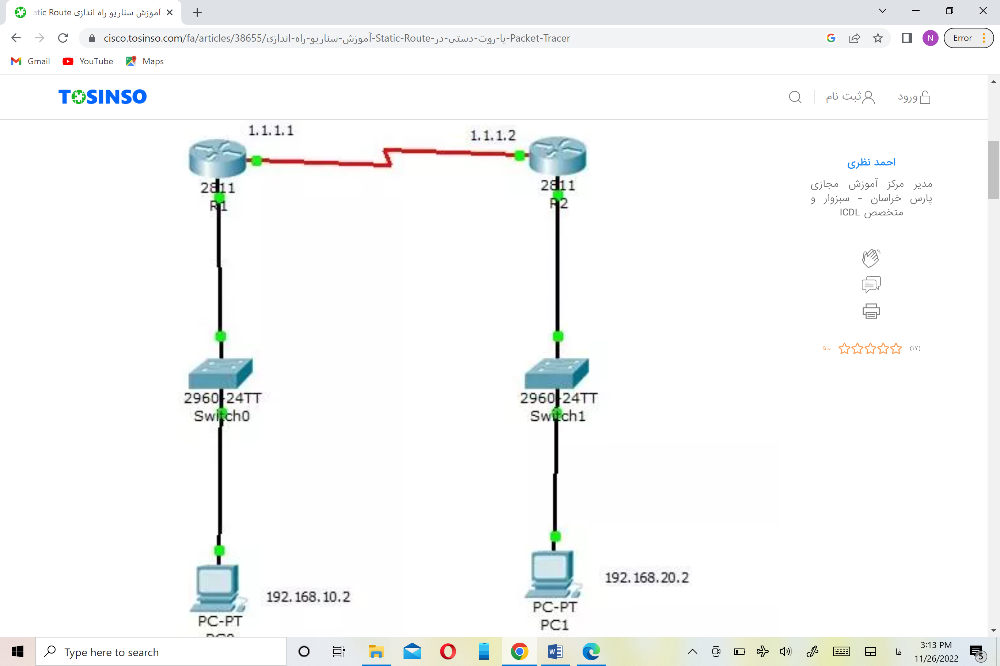 آموزش سناریو راه اندازی Static Route
cisco.tosinso.com/fa/articles/38655/آموزش-سناریو-راه-اندازی-Static-Route-یا-روت-دستی-در-Packet-Tracer
N
Error
Gmail
YouTube
Maps
TOSINSO
ثبت نام
ورود
1.1.1.1
1.1.1.2
2811
R1
2811
R2
احمد نظری
مدیر مرکز آموزش مجازی
پارس خراسان - سبزوار و
متخصص ICDL
۵.۰
(۱۷)
2960-24TT
Switch0
2960-24TT
Switch1
192.168.10.2
192.168.20.2
PC-PT
PC0
PC-PT
PC1
Type here to search
فا
3:13 PM
11/26/2022
5